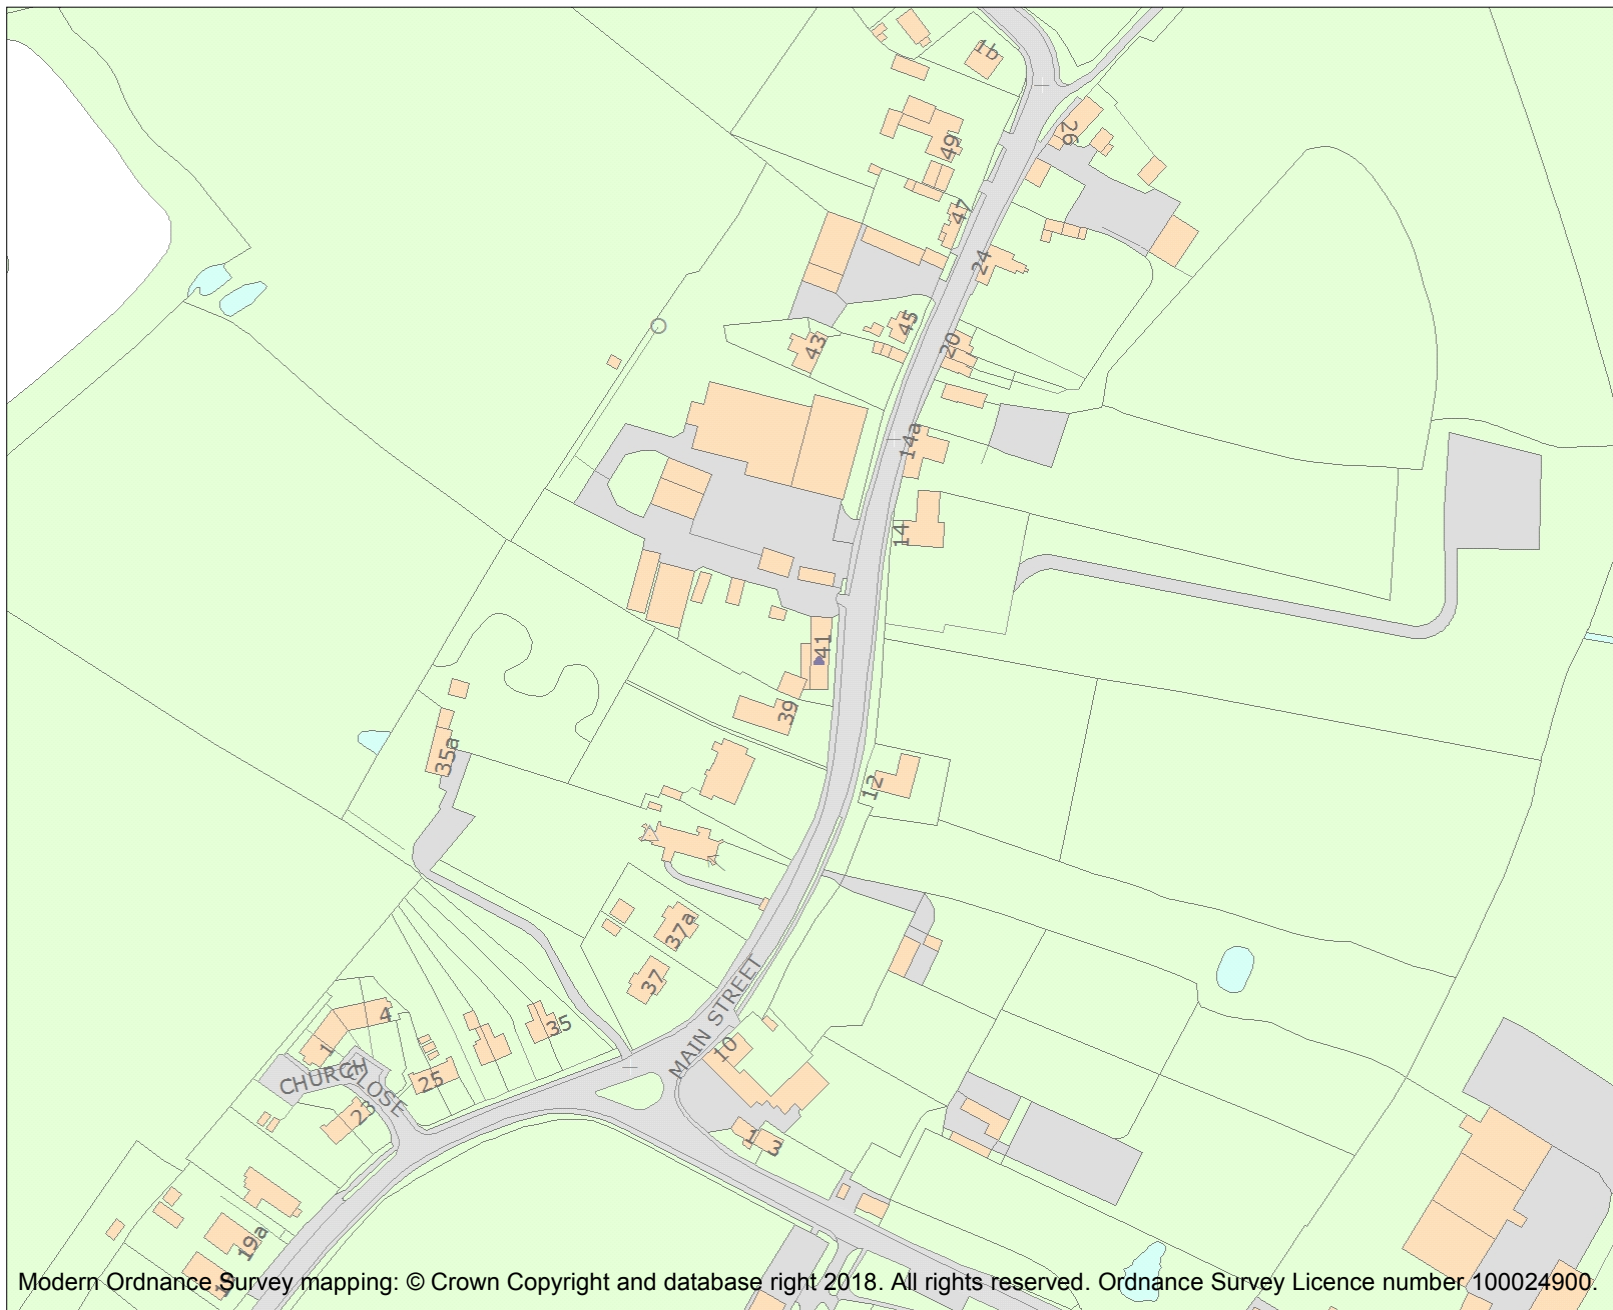 1b
26
49
47
24
45
20
43
14a
14
41
39
35a
12
37a
37
MAIN STREET
35
4
1
10
CHURCH CLOSE
25
23
1
3
19a
Modern Ordnance Survey mapping: © Crown Copyright and database right 2018. All rights reserved. Ordnance Survey Licence number 100024900.